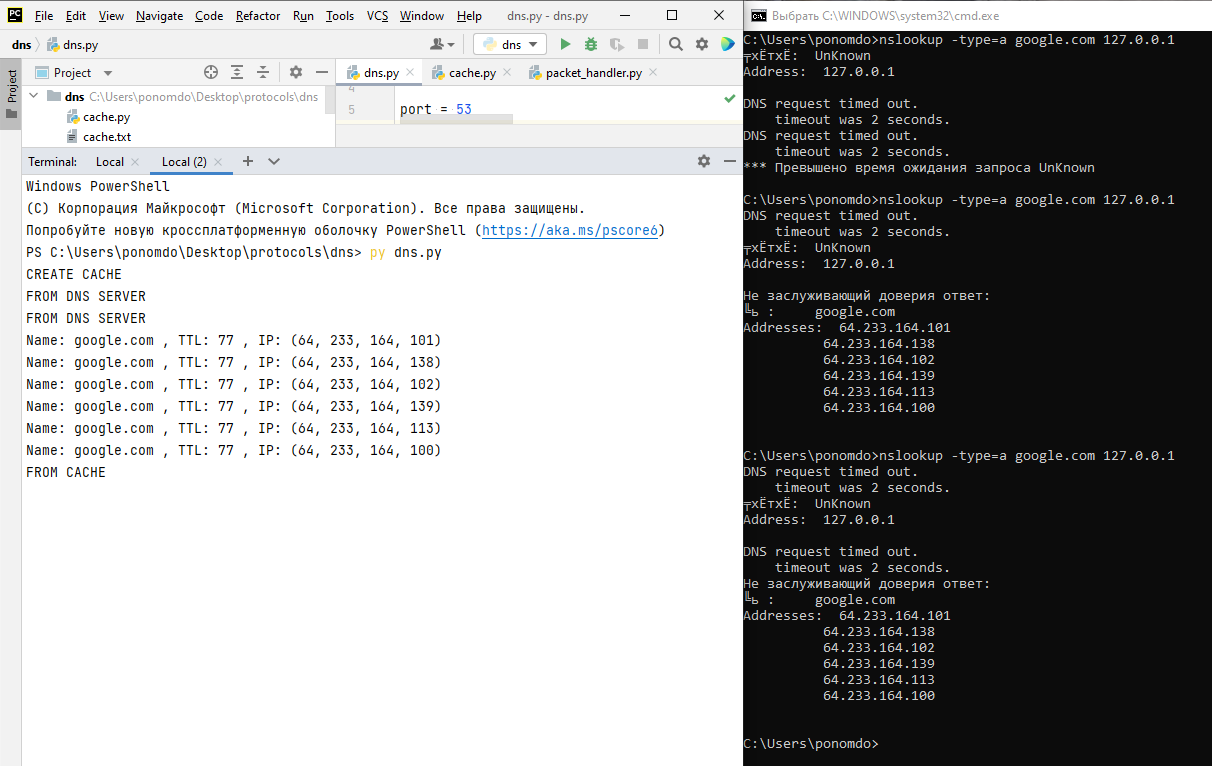 PC File Edit View Navigate Code Refactor Run Tools VCS Window Help dns.py - dns.py
dns dns.py dns
Project
Project
dns.py cache.py packet_handler.py
dns C:\Users\ponomdo\Desktop\protocols\dns
cache.py
cache.txt
4
5 port = 53
Terminal: Local Local (2)
Windows PowerShell
(C) Корпорация Майкрософт (Microsoft Corporation). Все права защищены.
Попробуйте новую кроссплатформенную оболочку PowerShell (https://aka.ms/pscore6)
PS C:\Users\ponomdo\Desktop\protocols\dns> py dns.py
CREATE CACHE
FROM DNS SERVER
FROM DNS SERVER
Name: google.com , TTL: 77 , IP: (64, 233, 164, 101)
Name: google.com , TTL: 77 , IP: (64, 233, 164, 138)
Name: google.com , TTL: 77 , IP: (64, 233, 164, 102)
Name: google.com , TTL: 77 , IP: (64, 233, 164, 139)
Name: google.com , TTL: 77 , IP: (64, 233, 164, 113)
Name: google.com , TTL: 77 , IP: (64, 233, 164, 100)
FROM CACHE
Выбрать C:\WINDOWS\system32\cmd.exe
C:\Users\ponomdo>nslookup -type=a google.com 127.0.0.1
╤хЁтхЁ:  UnKnown
Address:  127.0.0.1
DNS request timed out.
    timeout was 2 seconds.
DNS request timed out.
    timeout was 2 seconds.
*** Превышено время ожидания запроса UnKnown
C:\Users\ponomdo>nslookup -type=a google.com 127.0.0.1
DNS request timed out.
    timeout was 2 seconds.
╤хЁтхЁ:  UnKnown
Address:  127.0.0.1
Не заслуживающий доверия ответ:
╚ь :     google.com
Addresses:  64.233.164.101
          64.233.164.138
          64.233.164.102
          64.233.164.139
          64.233.164.113
          64.233.164.100
C:\Users\ponomdo>nslookup -type=a google.com 127.0.0.1
DNS request timed out.
    timeout was 2 seconds.
╤хЁтхЁ:  UnKnown
Address:  127.0.0.1
DNS request timed out.
    timeout was 2 seconds.
Не заслуживающий доверия ответ:
╚ь :     google.com
Addresses:  64.233.164.101
          64.233.164.138
          64.233.164.102
          64.233.164.139
          64.233.164.113
          64.233.164.100
C:\Users\ponomdo>